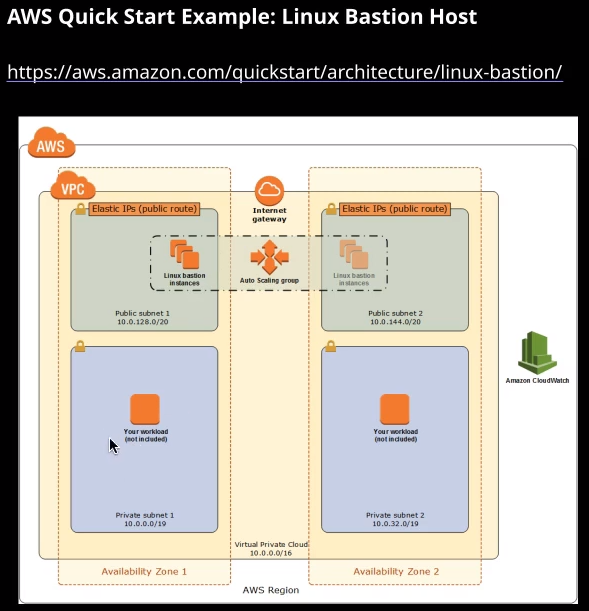 AWS Quick Start Example: Linux Bastion Host
https://aws.amazon.com/quickstart/architecture/linux-bastion/
AWS
VPC
Elastic IPs (public route)
Internet
gateway
Elastic IPs (public route)
Linux bastion
instances
Auto Scaling group
Linux bastion
instances
Public subnet 1
10.0.128.0/20
Public subnet 2
10.0.144.0/20
Amazon CloudWatch
Your workload
(not included)
Your workload
(not included)
Private subnet 1
10.0.0.0/19
Private subnet 2
10.0.32.0/19
Virtual Private Cloud
10.0.0.0/16
Availability Zone 1
Availability Zone 2
AWS Region